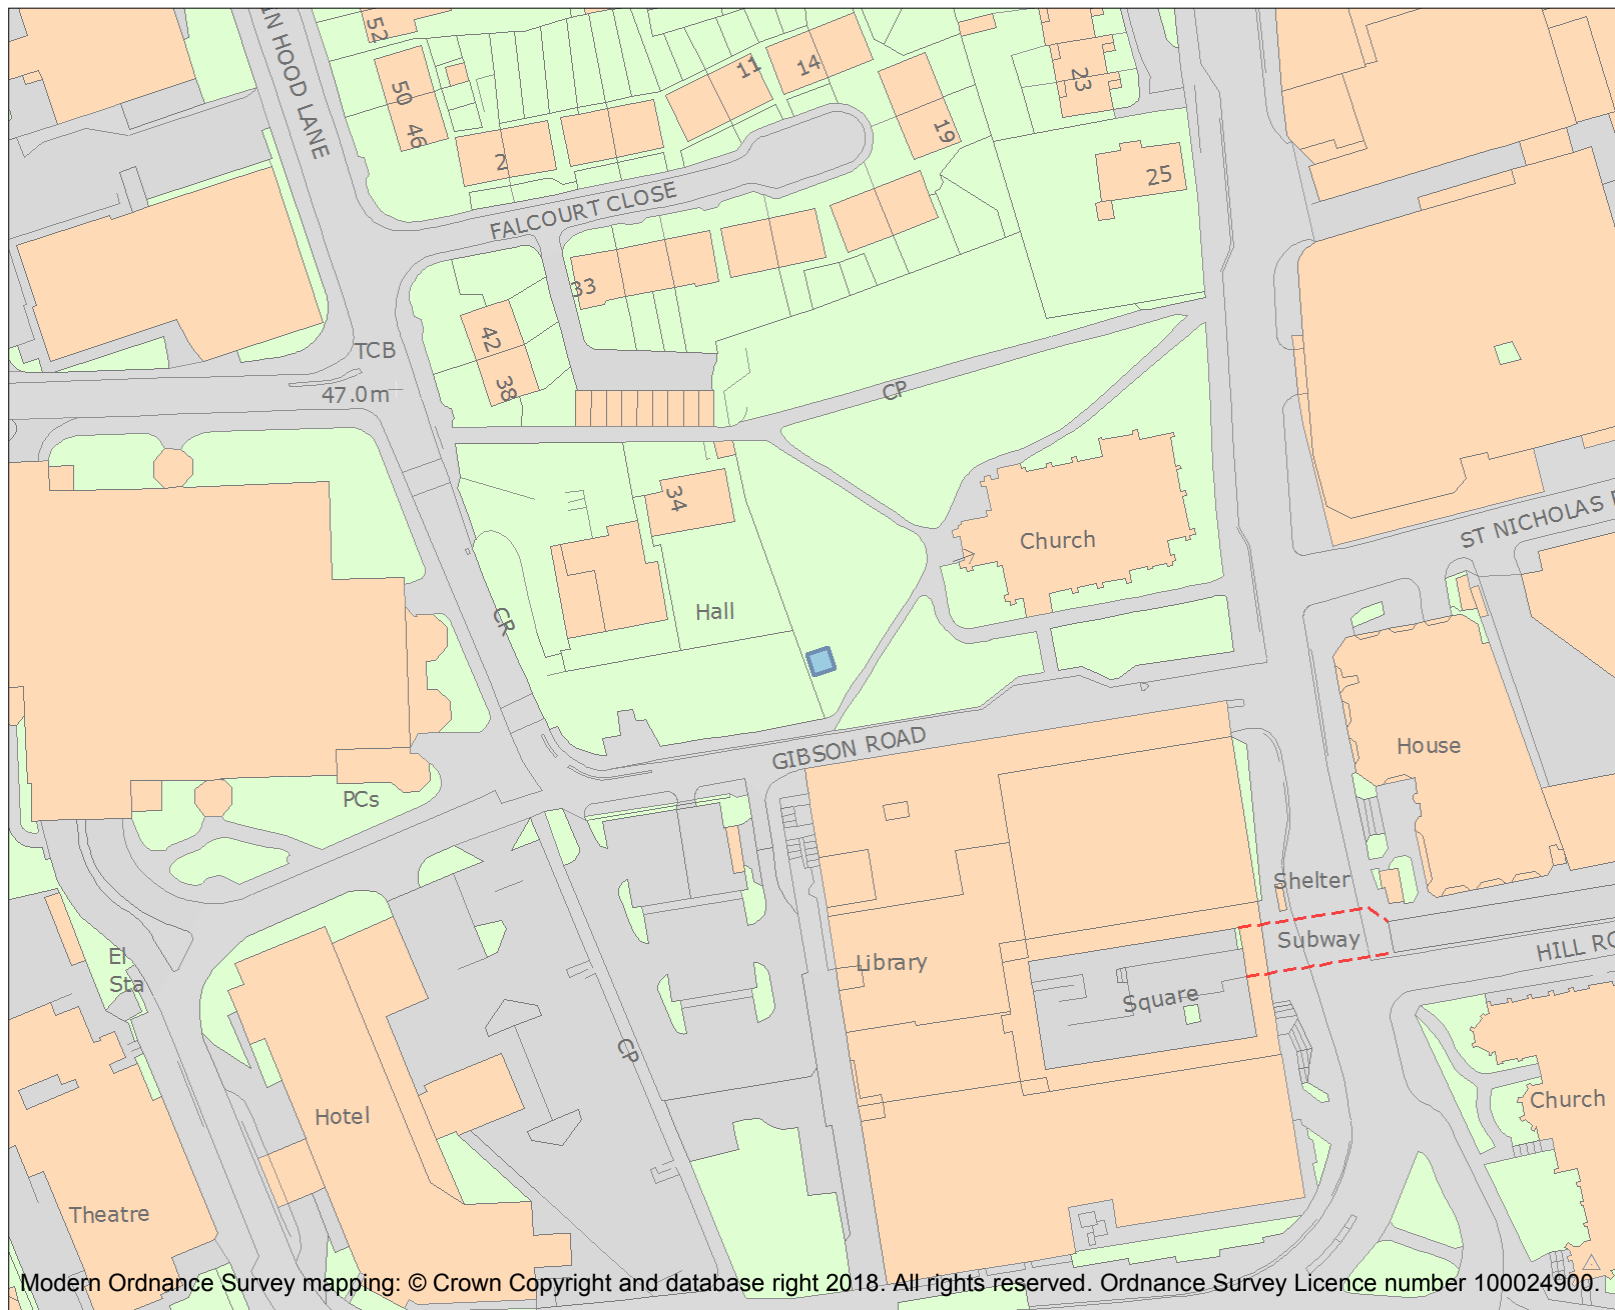 52
IN HOOD LANE
50
46
2
11
14
23
19
25
FALCOURT CLOSE
33
42
38
TCB
47.0m
CP
34
Church
ST NICHOLAS
CR
Hall
GIBSON ROAD
House
PCs
Shelter
Subway
HILL RO
El
Sta
Library
Square
CP
Hotel
Church
Theatre
Modern Ordnance Survey mapping: © Crown Copyright and database right 2018. All rights reserved. Ordnance Survey Licence number 100024900.